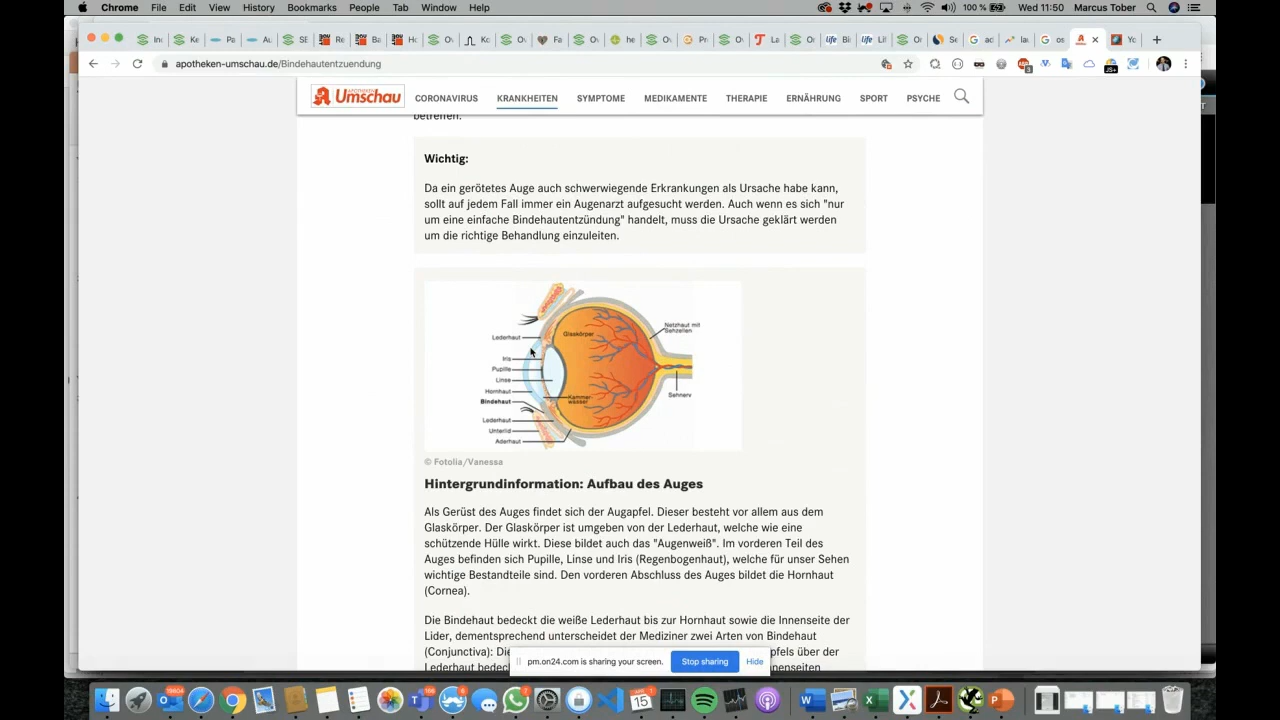 Chrome File Edit View History Bookmarks People Tab Window Help
100 % Wed 11:50 Marcus Tober
apotheken-umschau.de/Bindehautentzuendung
APOTHEKEN
Umschau
CORONAVIRUS KRANKHEITEN SYMPTOME MEDIKAMENTE THERAPIE ERNÄHRUNG SPORT PSYCHE
betreffen.
Wichtig:
Da ein gerötetes Auge auch schwerwiegende Erkrankungen als Ursache habe kann,
sollt auf jedem Fall immer ein Augenarzt aufgesucht werden. Auch wenn es sich "nur
um eine einfache Bindehautentzündung" handelt, muss die Ursache geklärt werden
um die richtige Behandlung einzuleiten.
Lederhaut
Iris
Pupille
Linse
Hornhaut
Bindehaut
Lederhaut
Unterlid
Aderhaut
Glaskörper
Kammer-
wasser
Netzhaut mit
Sehzellen
Sehnerv
© Fotolia/Vanessa
Hintergrundinformation: Aufbau des Auges
Als Gerüst des Auges findet sich der Augapfel. Dieser besteht vor allem aus dem
Glaskörper. Der Glaskörper ist umgeben von der Lederhaut, welche wie eine
schützende Hülle wirkt. Diese bildet auch das "Augenweiß". Im vorderen Teil des
Auges befinden sich Pupille, Linse und Iris (Regenbogenhaut), welche für unser Sehen
wichtige Bestandteile sind. Den vorderen Abschluss des Auges bildet die Hornhaut
(Cornea).
Die Bindehaut bedeckt die weiße Lederhaut bis zur Hornhaut sowie die Innenseite der
Lider, dementsprechend unterscheidet der Mediziner zwei Arten von Bindehaut
(Conjunctiva): Die
pfels über der
Lederhaut bedec
nenseiten
pm.on24.com is sharing your screen. Stop sharing Hide